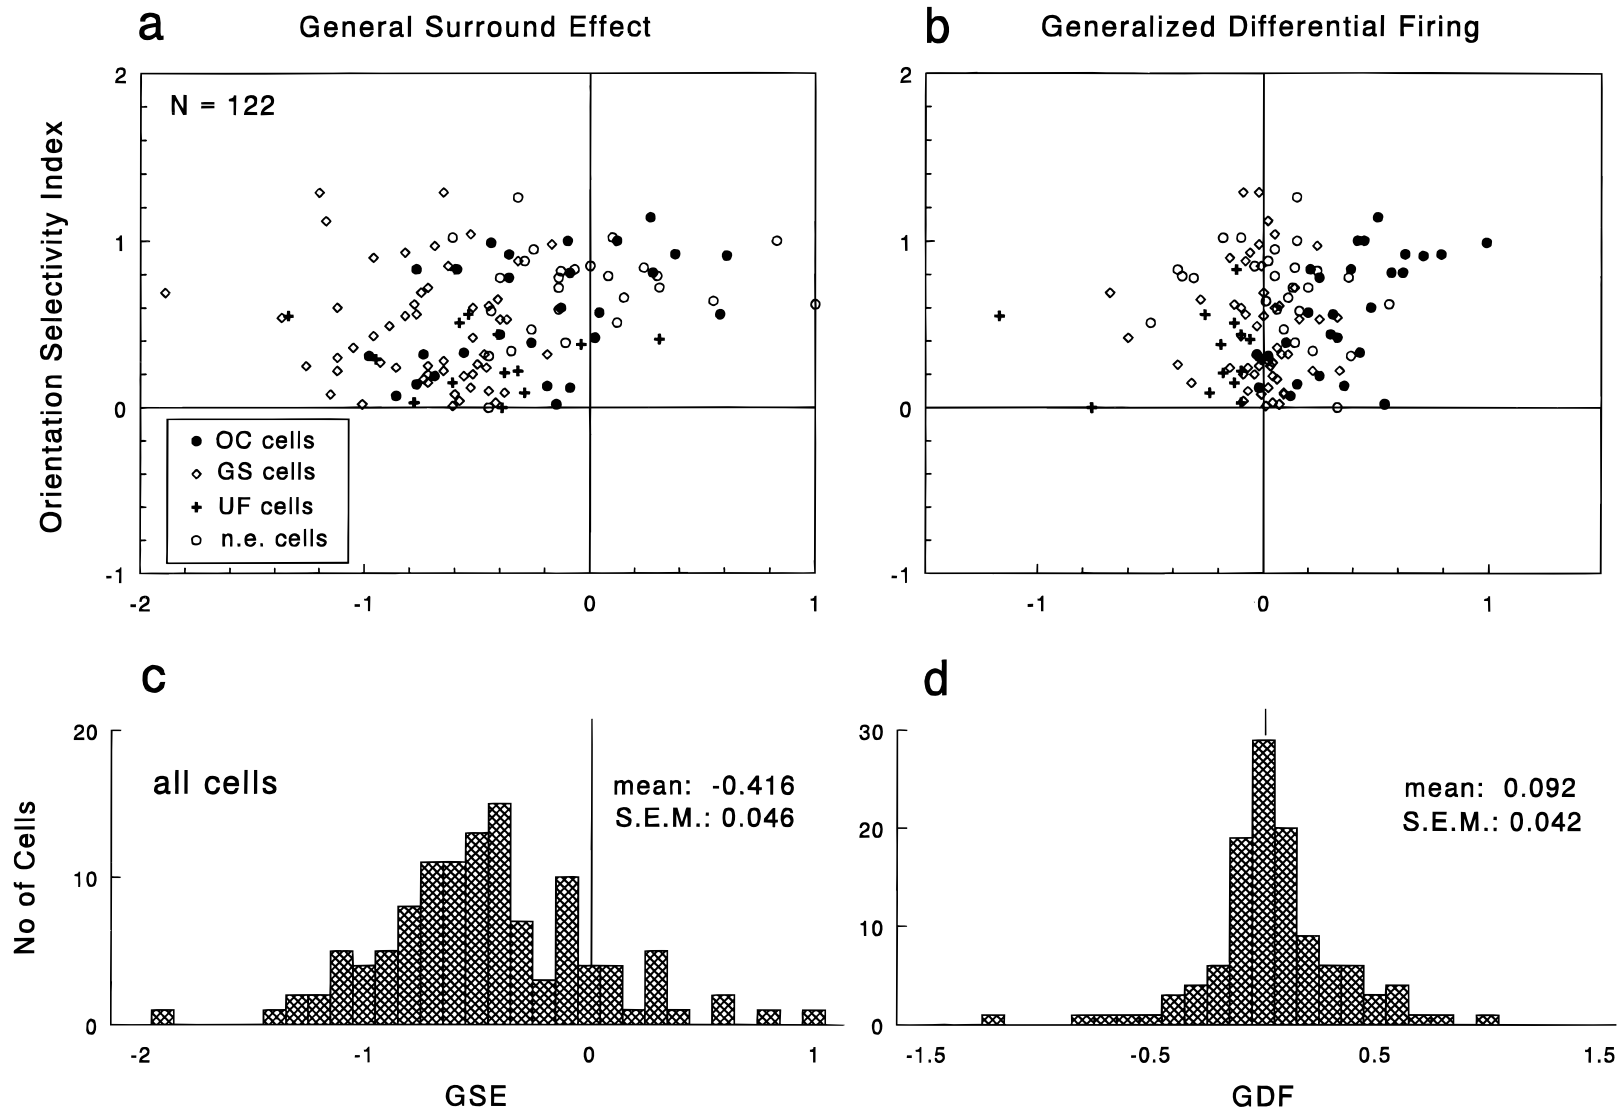 a General Surround Effect
b Generalized Differential Firing
Orientation Selectivity Index
2
1
0
-1
N = 122
OC cells
GS cells
UF cells
n.e. cells
-2 -1 0 1
2
1
0
-1
-1 0 1
c
No of Cells
20
10
0
all cells
mean: -0.416
S.E.M.: 0.046
-2 -1 0 1
GSE
d
30
20
10
0
mean: 0.092
S.E.M.: 0.042
-1.5 -0.5 0.5 1.5
GDF